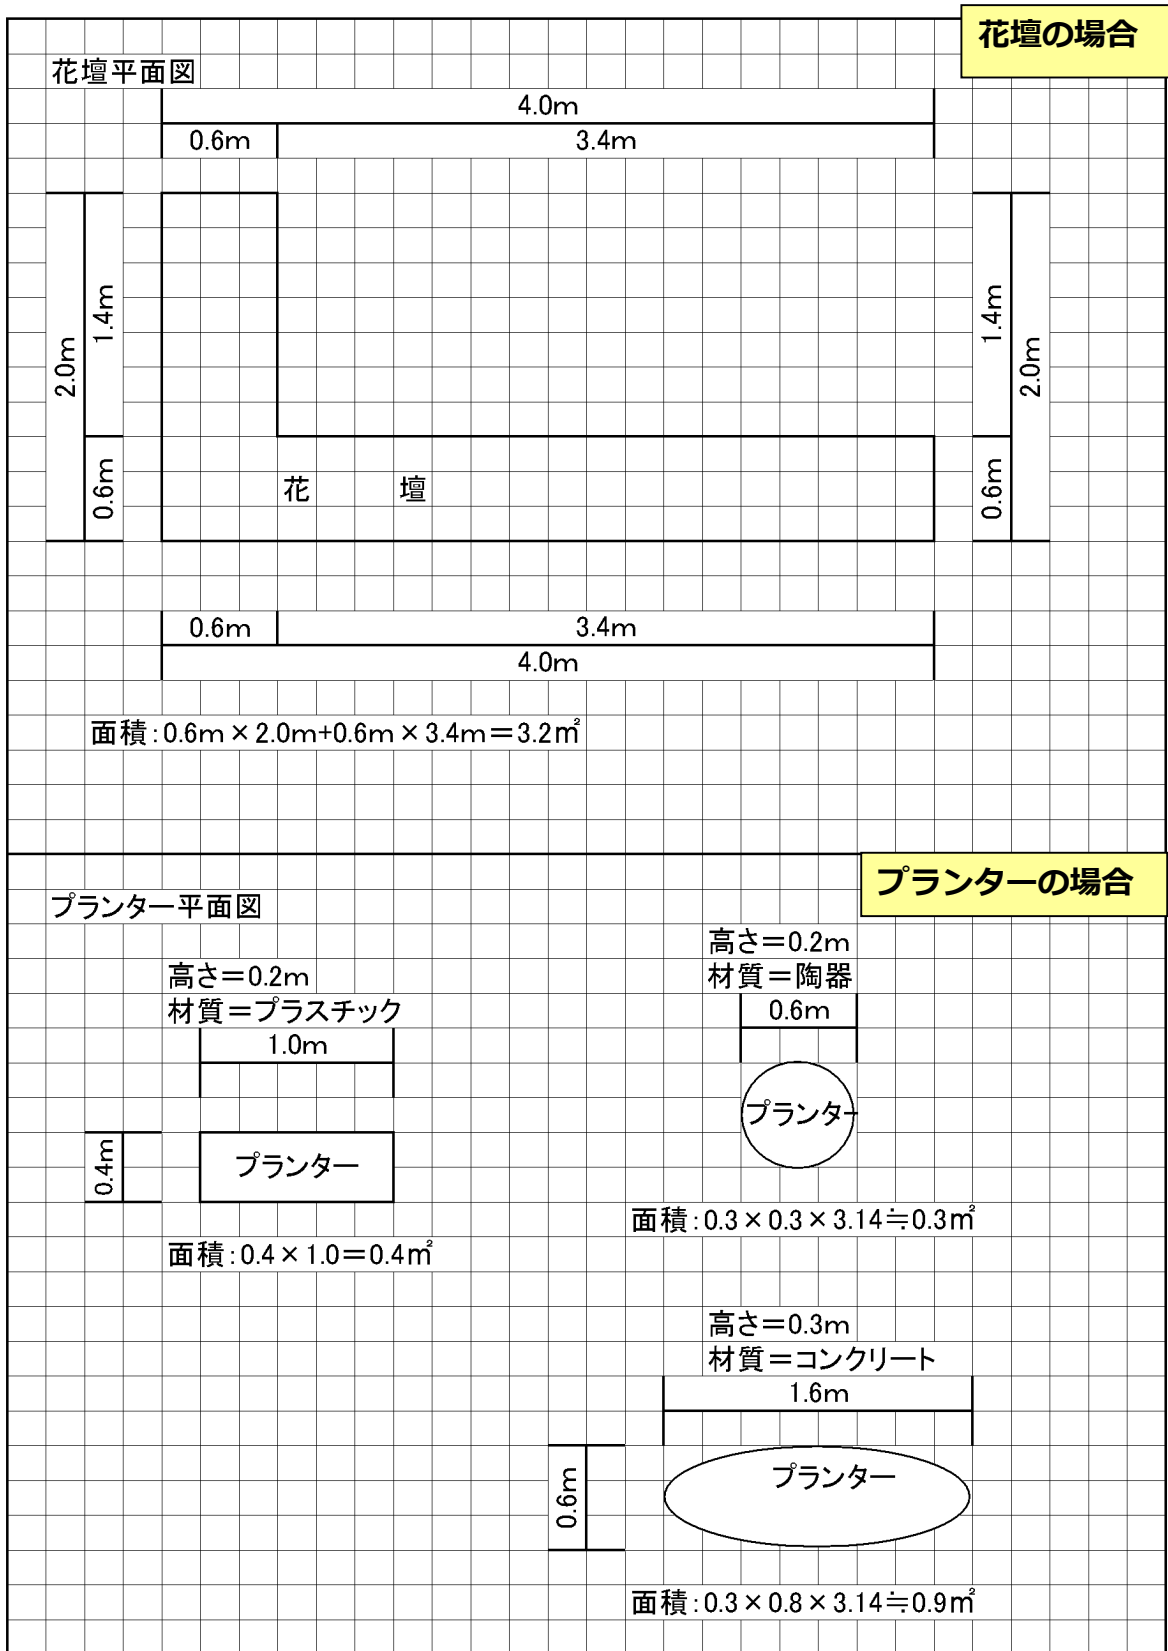 花壇の場合
花壇平面図
4.0m
0.6m
3.4m
2.0m
1.4m
0.6m
1.4m
2.0m
0.6m
花 壇
0.6m
3.4m
4.0m
面積:0.6m×2.0m+0.6m×3.4m=3.2㎡
プランターの場合
プランター平面図
高さ=0.2m
材質=プラスチック
1.0m
0.4m
プランター
面積:0.4×1.0=0.4㎡
高さ=0.2m
材質=陶器
0.6m
プランター
面積:0.3×0.3×3.14≒0.3㎡
高さ=0.3m
材質=コンクリート
1.6m
0.6m
プランター
面積:0.3×0.8×3.14≒0.9㎡